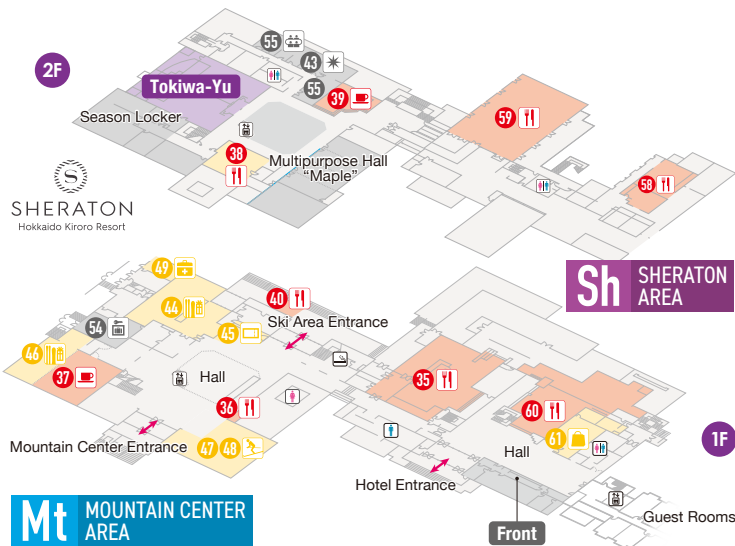 2F
55
43
55
39
Tokiwa-Yu
Season Locker
38
Multipurpose Hall
“Maple”
59
58
S
SHERATON
Hokkaido Kiroro Resort
Sh
SHERATON
AREA
49
44
40
54
45
Ski Area Entrance
46
37
Hall
36
35
60
61
1F
Mountain Center Entrance
47
48
Hall
Hotel Entrance
Front
Guest Rooms
Mt
MOUNTAIN CENTER
AREA